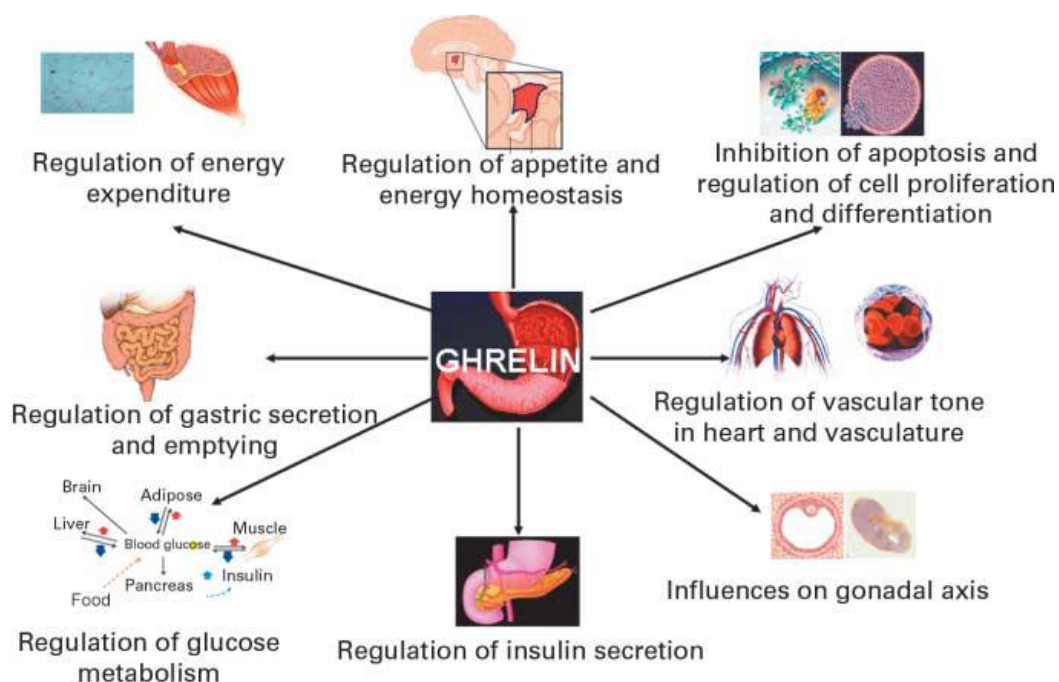 Regulation of energy
expenditure
Regulation of appetite and
energy homeostasis
Inhibition of apoptosis and
regulation of cell proliferation
and differentiation
GHRELIN
Regulation of gastric secretion
and emptying
Regulation of vascular tone
in heart and vasculature
Brain
Adipose
Liver
Muscle
Blood glucose
Pancreas
Insulin
Food
Regulation of glucose
metabolism
Regulation of insulin secretion
Influences on gonadal axis